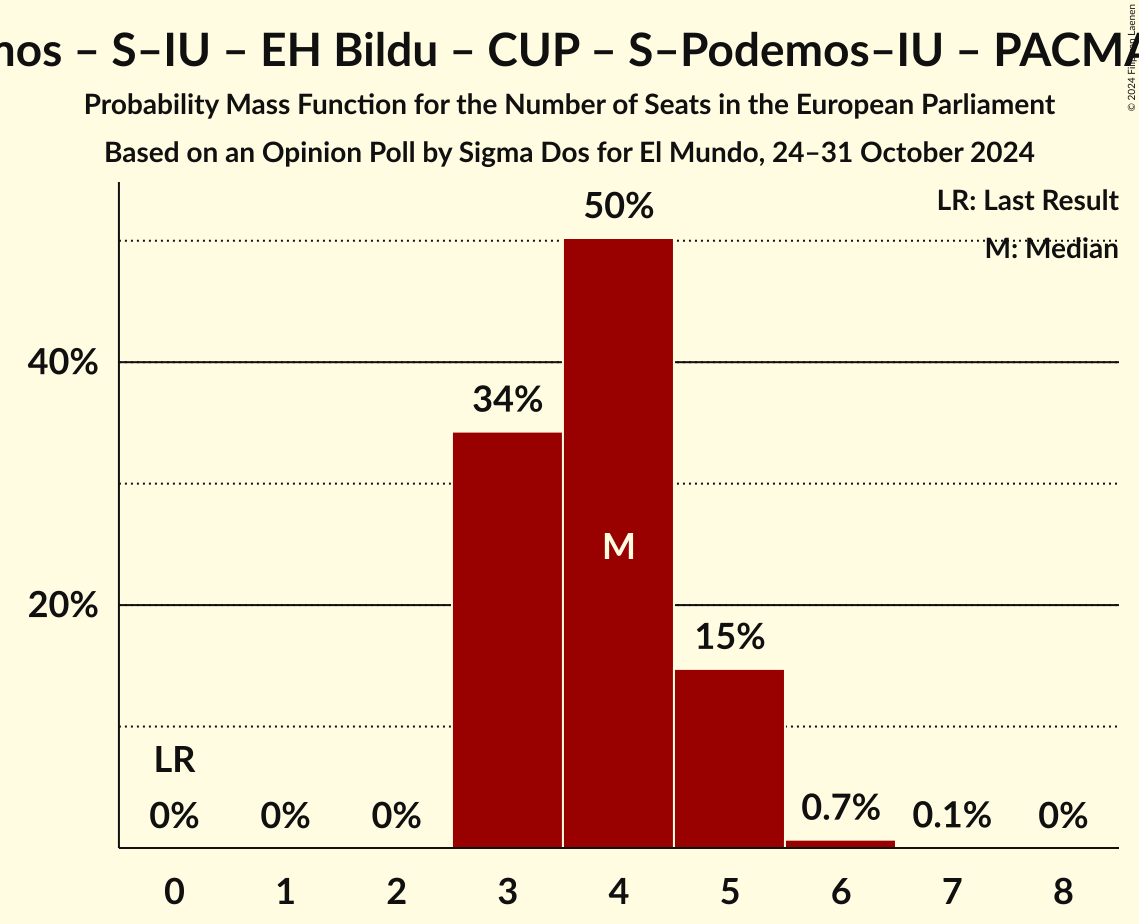 – S–IU – EH Bildu – CUP – S–Podemos–IU –
Probability Mass Function for the Number of Seats in the European Parliament
Based on an Opinion Poll by Sigma Dos for El Mundo, 24–31 October 2024
© 2024
LR: Last Result
M: Median
50%
40%
34%
M
20%
15%
LR
0% 0% 0% 0.7% 0.1% 0%
0 1 2 3 4 5 6 7 8